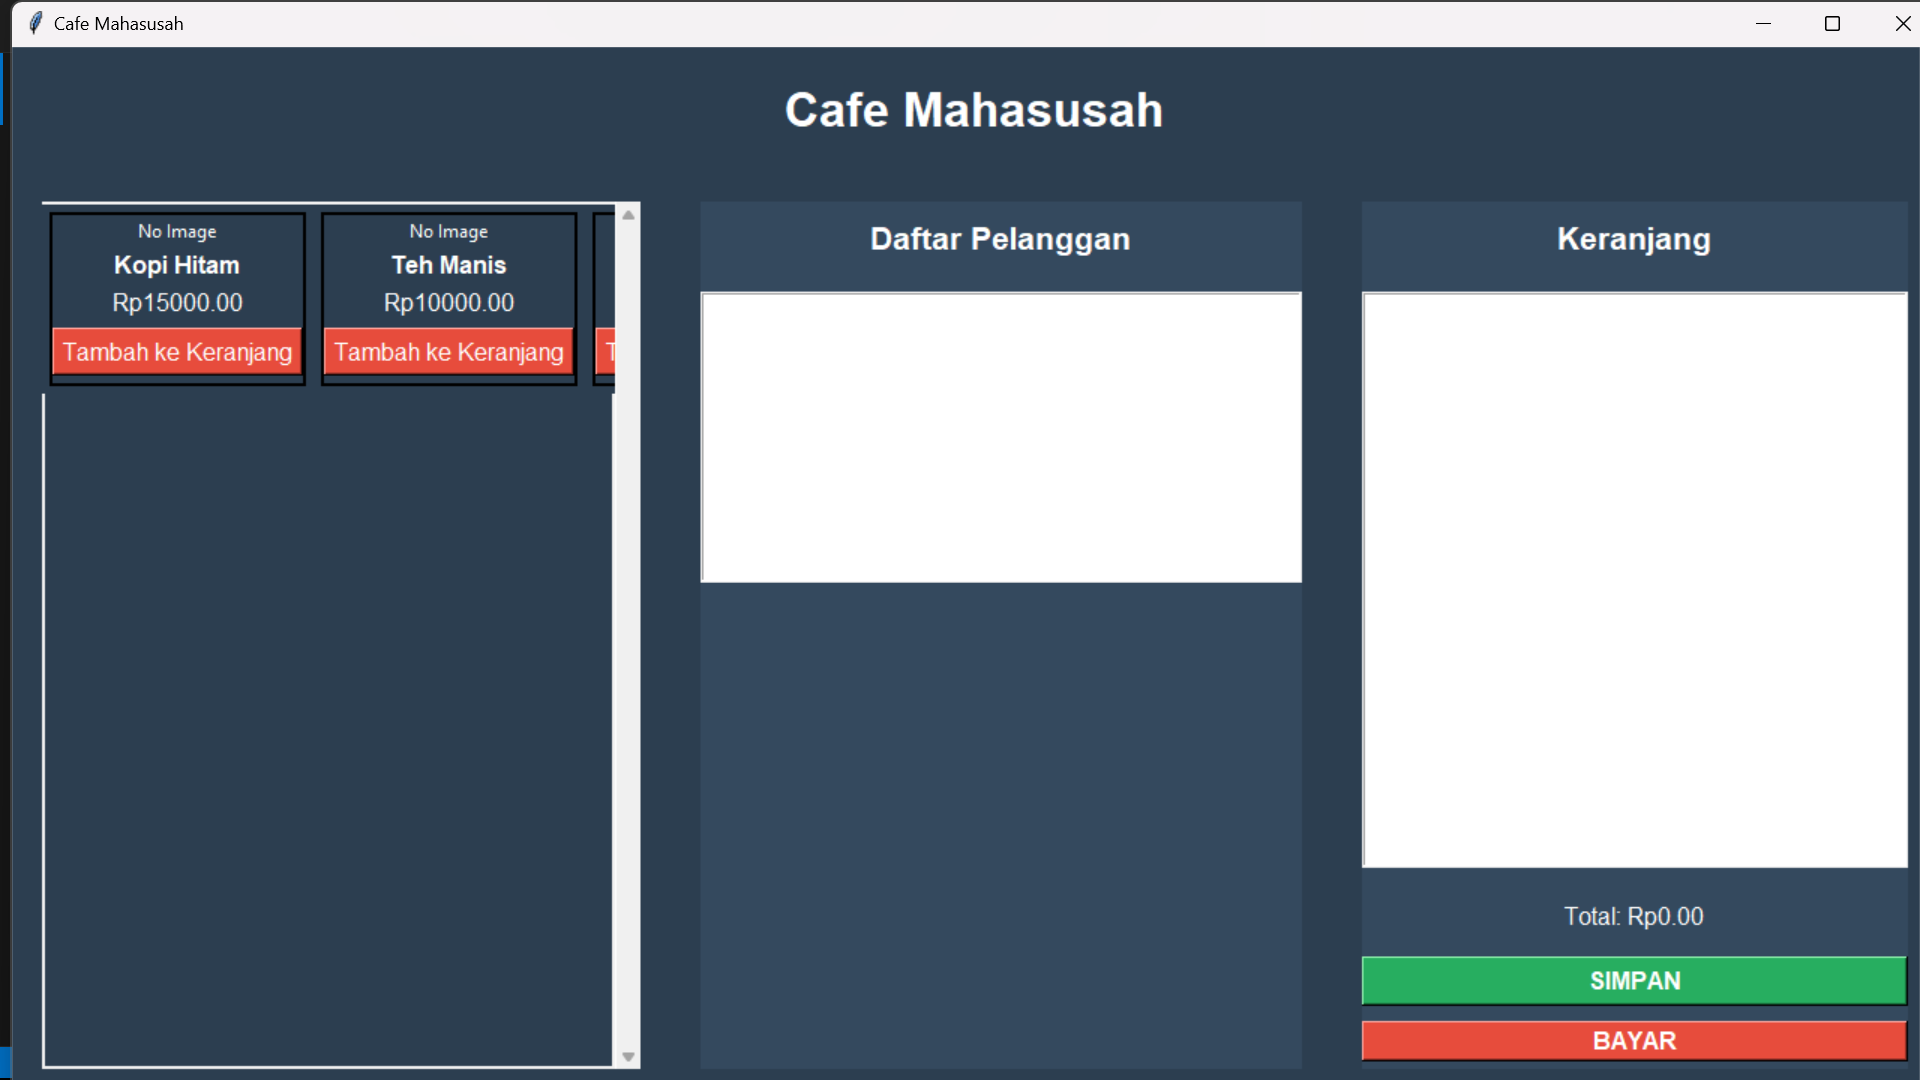 Cafe Mahasusah
Cafe Mahasusah
No Image
Kopi Hitam
Rp15000.00
Tambah ke Keranjang
No Image
Teh Manis
Rp10000.00
Tambah ke Keranjang
Daftar Pelanggan
Keranjang
Total: Rp0.00
SIMPAN
BAYAR